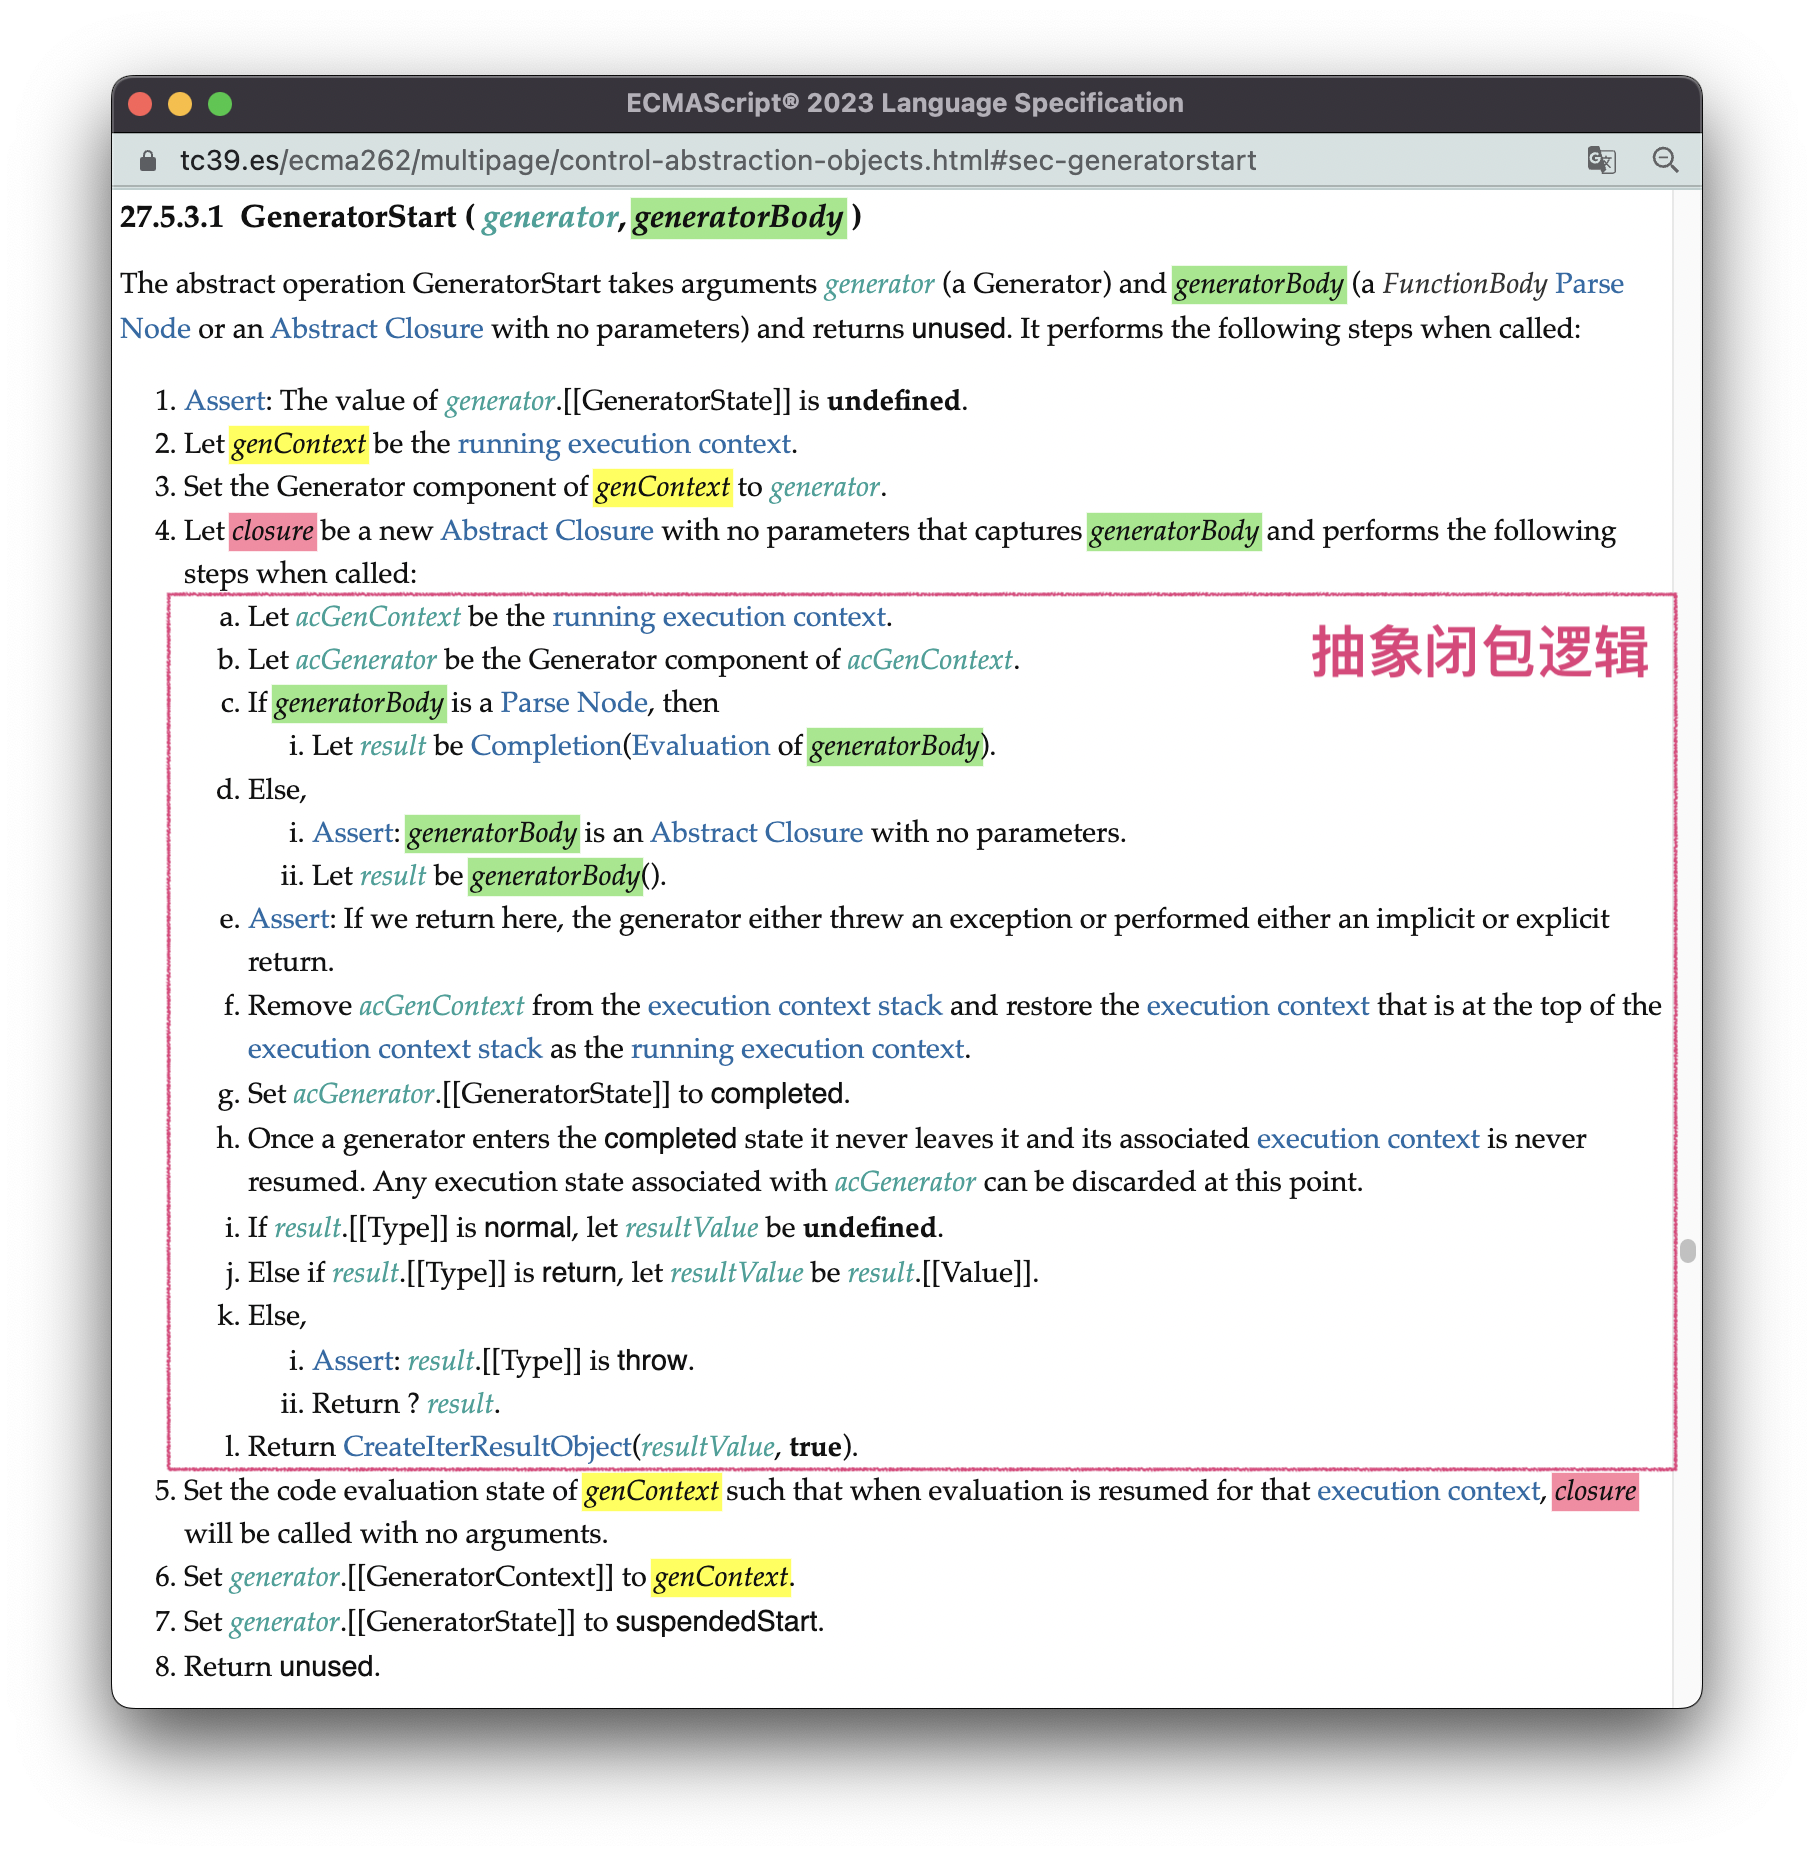 ECMAScript® 2023 Language Specification
tc39.es/ecma262/multipage/control-abstraction-objects.html#sec-generatorstart
27.5.3.1 GeneratorStart ( generator, generatorBody )
The abstract operation GeneratorStart takes arguments generator (a Generator) and generatorBody (a FunctionBody Parse
Node or an Abstract Closure with no parameters) and returns unused. It performs the following steps when called:
1. Assert: The value of generator.[[GeneratorState]] is undefined.
2. Let genContext be the running execution context.
3. Set the Generator component of genContext to generator.
4. Let closure be a new Abstract Closure with no parameters that captures generatorBody and performs the following
steps when called:
a. Let acGenContext be the running execution context.
抽象闭包逻辑
b. Let acGenerator be the Generator component of acGenContext.
c. If generatorBody is a Parse Node, then
i. Let result be Completion(Evaluation of generatorBody).
d. Else,
i. Assert: generatorBody is an Abstract Closure with no parameters.
ii. Let result be generatorBody().
e. Assert: If we return here, the generator either threw an exception or performed either an implicit or explicit
return.
f. Remove acGenContext from the execution context stack and restore the execution context that is at the top of the
execution context stack as the running execution context.
g. Set acGenerator.[[GeneratorState]] to completed.
h. Once a generator enters the completed state it never leaves it and its associated execution context is never
resumed. Any execution state associated with acGenerator can be discarded at this point.
i. If result.[[Type]] is normal, let resultValue be undefined.
j. Else if result.[[Type]] is return, let resultValue be result.[[Value]].
k. Else,
i. Assert: result.[[Type]] is throw.
ii. Return ? result.
l. Return CreateIterResultObject(resultValue, true).
5. Set the code evaluation state of genContext such that when evaluation is resumed for that execution context, closure
will be called with no arguments.
6. Set generator.[[GeneratorContext]] to genContext.
7. Set generator.[[GeneratorState]] to suspendedStart.
8. Return unused.